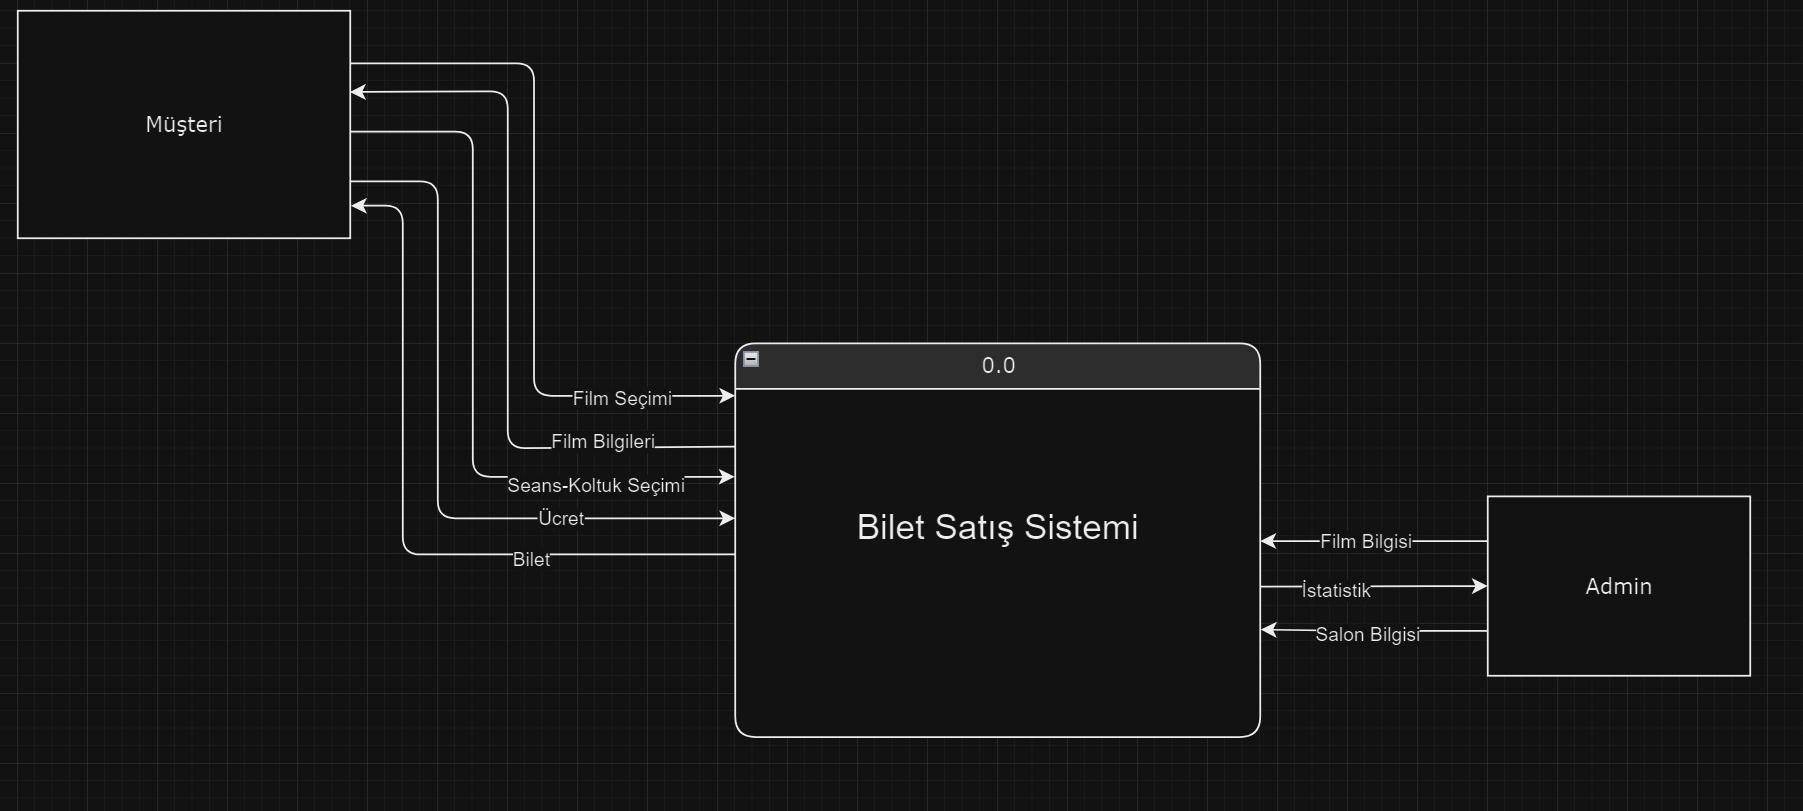 Müşteri
0.0
Film Seçimi
Film Bilgileri
Seans-Koltuk Seçimi
Ücret
Bilet
Bilet Satış Sistemi
Film Bilgisi
İstatistik
Salon Bilgisi
Admin